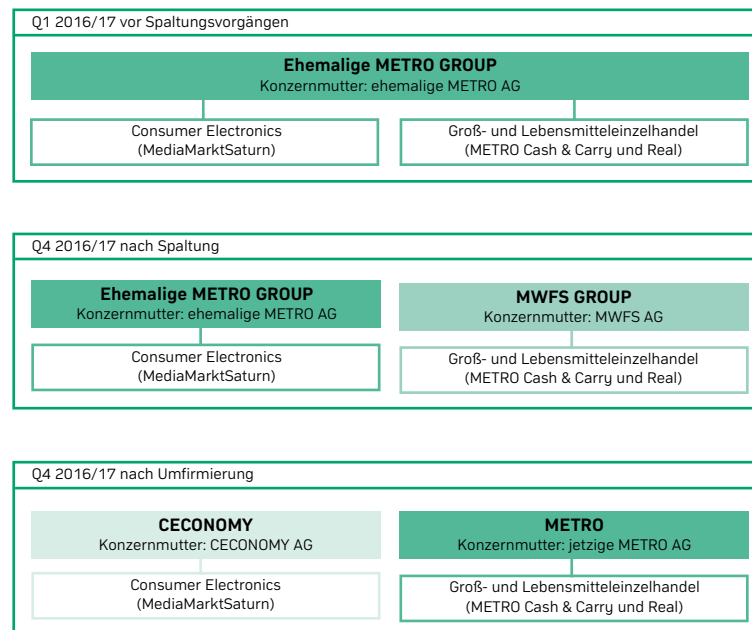 Q1 2016/17 vor Spaltungsvorgängen
Ehemalige METRO GROUP
Konzernmutter: ehemalige METRO AG
Consumer Electronics
(MediaMarktSaturn)
Groß- und Lebensmitteleinzelhandel
(METRO Cash & Carry und Real)
Q4 2016/17 nach Spaltung
Ehemalige METRO GROUP
Konzernmutter: ehemalige METRO AG
MWFS GROUP
Konzernmutter: MWFS AG
Consumer Electronics
(MediaMarktSaturn)
Groß- und Lebensmitteleinzelhandel
(METRO Cash & Carry und Real)
Q4 2016/17 nach Umfirmierung
CECONOMY
Konzernmutter: CECONOMY AG
METRO
Konzernmutter: jetzige METRO AG
Consumer Electronics
(MediaMarktSaturn)
Groß- und Lebensmitteleinzelhandel
(METRO Cash & Carry und Real)